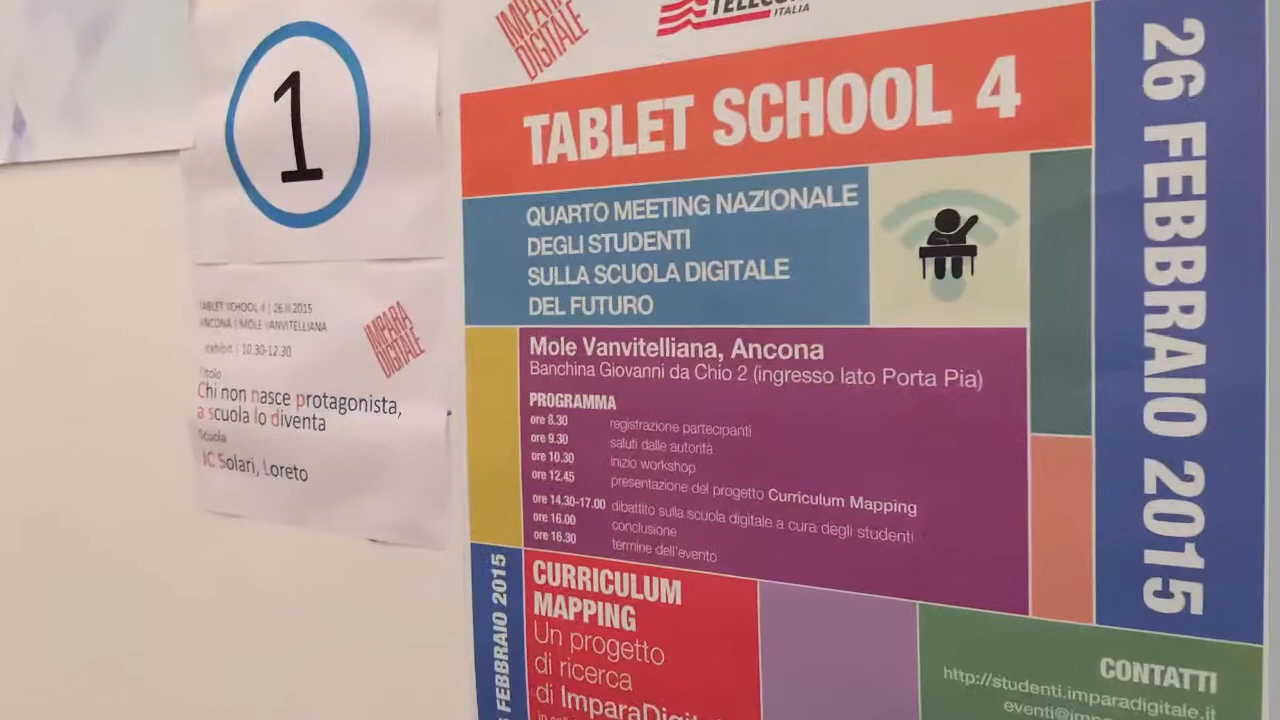 1
TABLET SCHOOL 4 | 26 II 2015
ANCONA | MOLE VANVITELLIANA
exhibit | 10.30-12.30
IMPARA
DIGITALE
Titolo
Chi non nasce protagonista,
a scuola lo diventa
Scuola
IC Solari, Loreto
IMPARA
DIGITALE
ITALIA
TABLET SCHOOL 4
QUARTO MEETING NAZIONALE
DEGLI STUDENTI
SULLA SCUOLA DIGITALE
DEL FUTURO
26 FEBBRAIO 2015
Mole Vanvitelliana, Ancona
Banchina Giovanni da Chio 2 (ingresso lato Porta Pia)
PROGRAMMA
ore 8.30 registrazione partecipanti
ore 9.30 saluti dalle autorità
ore 10.30 inizio workshop
ore 12.45 presentazione del progetto Curriculum Mapping
ore 14.30-17.00 dibattito sulla scuola digitale a cura degli studenti
ore 16.00 conclusione
ore 16.30 termine dell'evento
FEBBRAIO 2015
CURRICULUM
MAPPING
Un progetto
di ricerca
di ImparaDigit
CONTATTI
http://studenti.imparadigitale.it